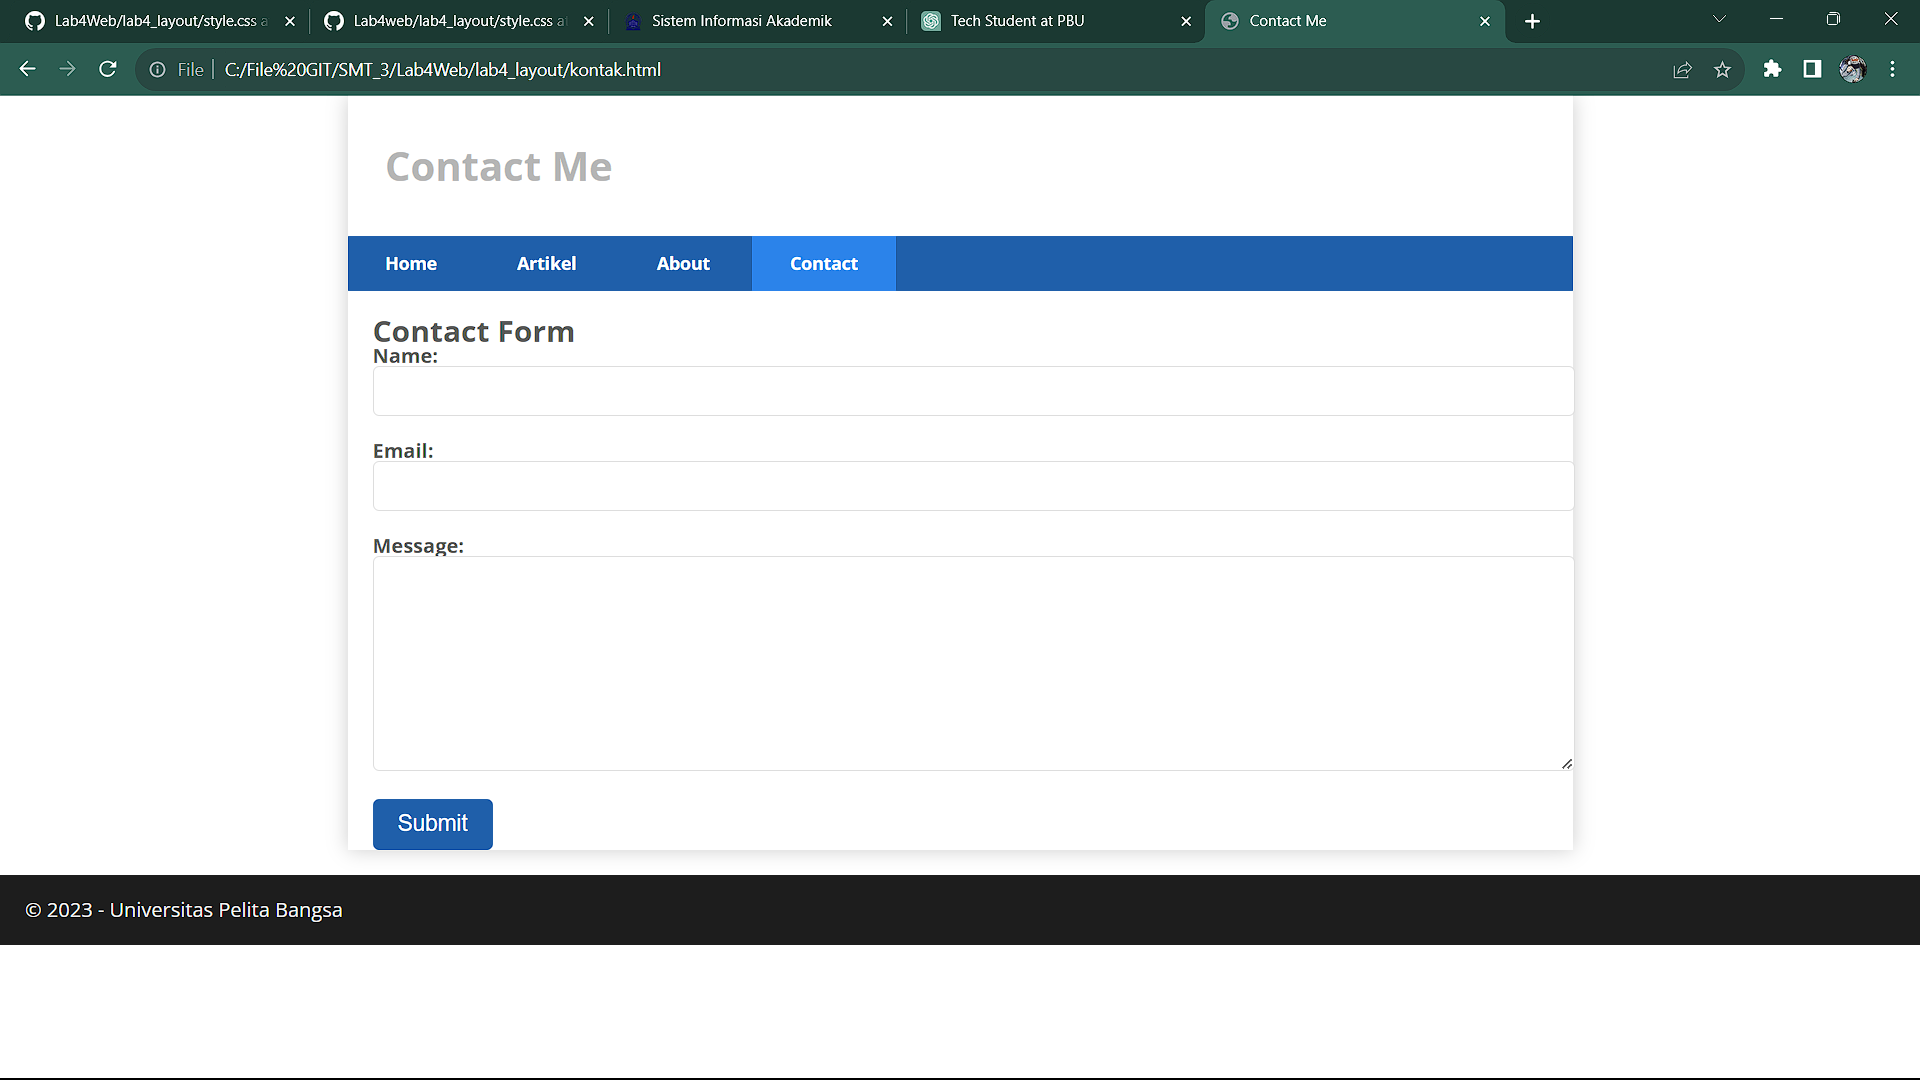 Lab4Web/lab4_layout/style.css a
Lab4web/lab4_layout/style.css at
Sistem Informasi Akademik
Tech Student at PBU
Contact Me
File
C:/File%20GIT/SMT_3/Lab4Web/lab4_layout/kontak.html
Contact Me
Home
Artikel
About
Contact
Contact Form
Name:
Email:
Message:
Submit
© 2023 - Universitas Pelita Bangsa